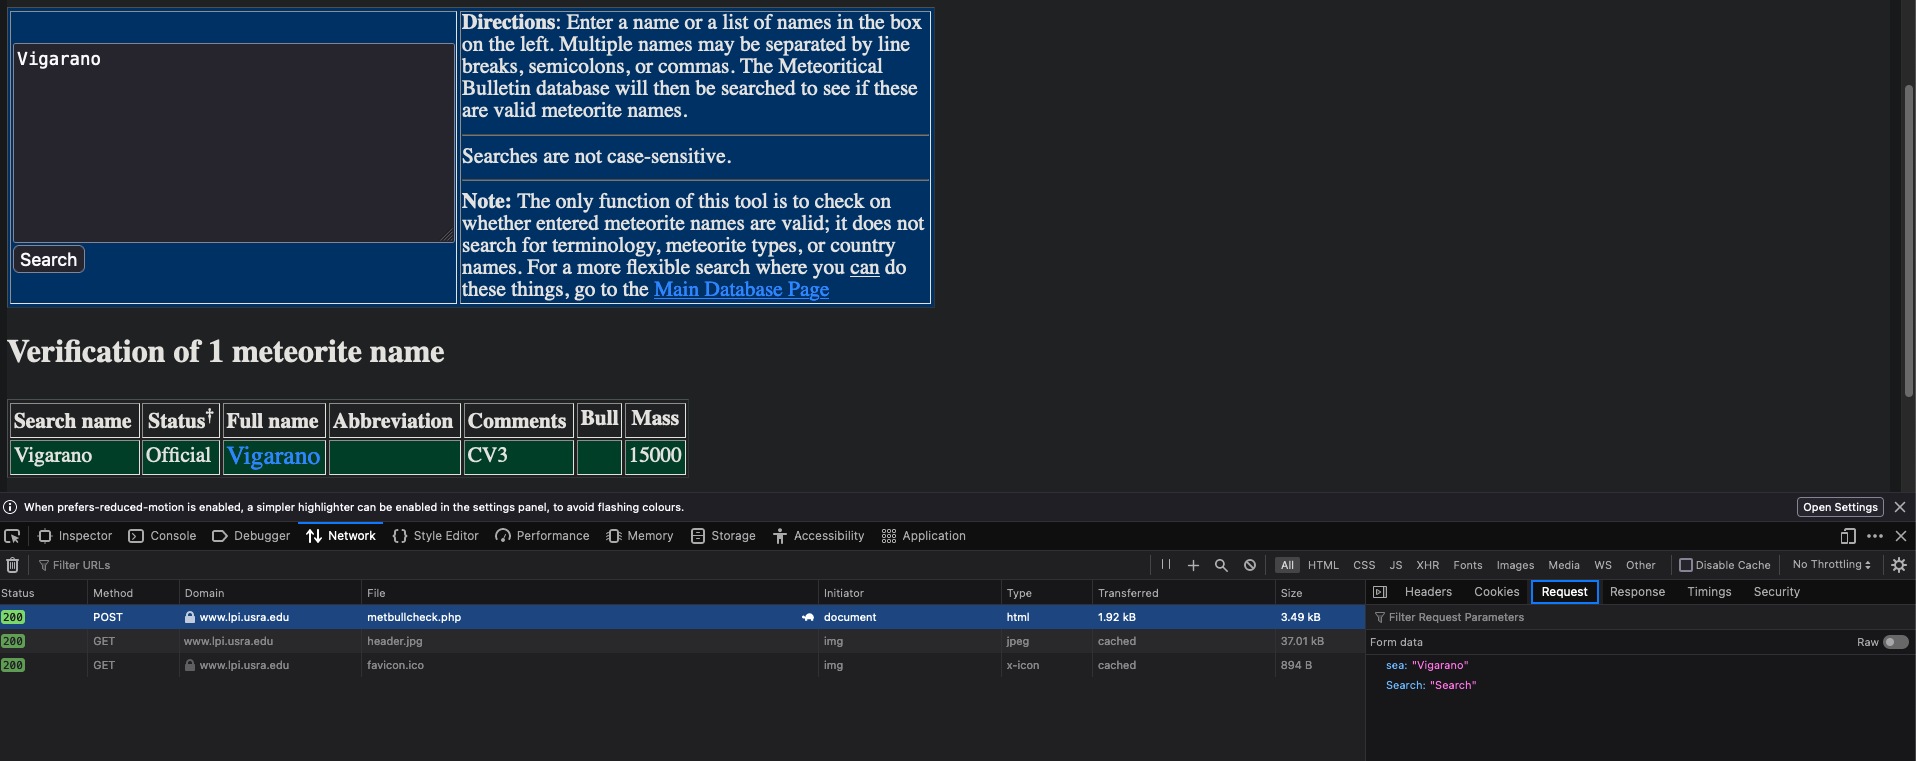 Vigarano
Search
Directions: Enter a name or a list of names in the box
on the left. Multiple names may be separated by line
breaks, semicolons, or commas. The Meteoritical
Bulletin database will then be searched to see if these
are valid meteorite names.
Searches are not case-sensitive.
Note: The only function of this tool is to check on
whether entered meteorite names are valid; it does not
search for terminology, meteorite types, or country
names. For a more flexible search where you can do
these things, go to the Main Database Page
Verification of 1 meteorite name
Search name Status† Full name Abbreviation Comments Bull Mass
Vigarano Official Vigarano CV3 15000
When prefers-reduced-motion is enabled, a simpler highlighter can be enabled in the settings panel, to avoid flashing colours. Open Settings
Inspector Console Debugger Network Style Editor Performance Memory Storage Accessibility Application
Filter URLs All HTML CSS JS XHR Fonts Images Media WS Other Disable Cache No Throttling
Status Method Domain File Initiator Type Transferred Size
200 POST www.lpi.usra.edu metbullcheck.php document html 1.92 kB 3.49 kB
200 GET www.lpi.usra.edu header.jpg img jpeg cached 37.01 kB
200 GET www.lpi.usra.edu favicon.ico img x-icon cached 894 B
Headers Cookies Request Response Timings Security
Filter Request Parameters
Form data Raw
sea: "Vigarano"
Search: "Search"